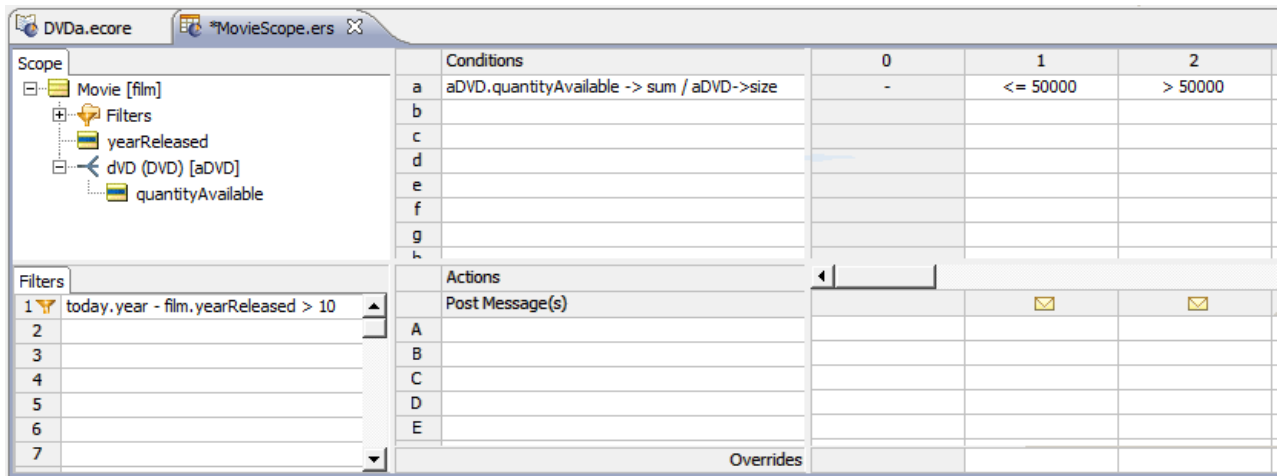 DVDa.ecore *MovieScope.ers
Scope
Movie [film]
Filters
yearReleased
dVD (DVD) [aDVD]
quantityAvailable
Conditions 0 1 2
a aDVD.quantityAvailable -> sum / aDVD->size - <= 50000 > 50000
b
c
d
e
f
g
Filters
1 today.year - film.yearReleased > 10
2
3
4
5
6
7
Actions
Post Message(s)
A
B
C
D
E
Overrides